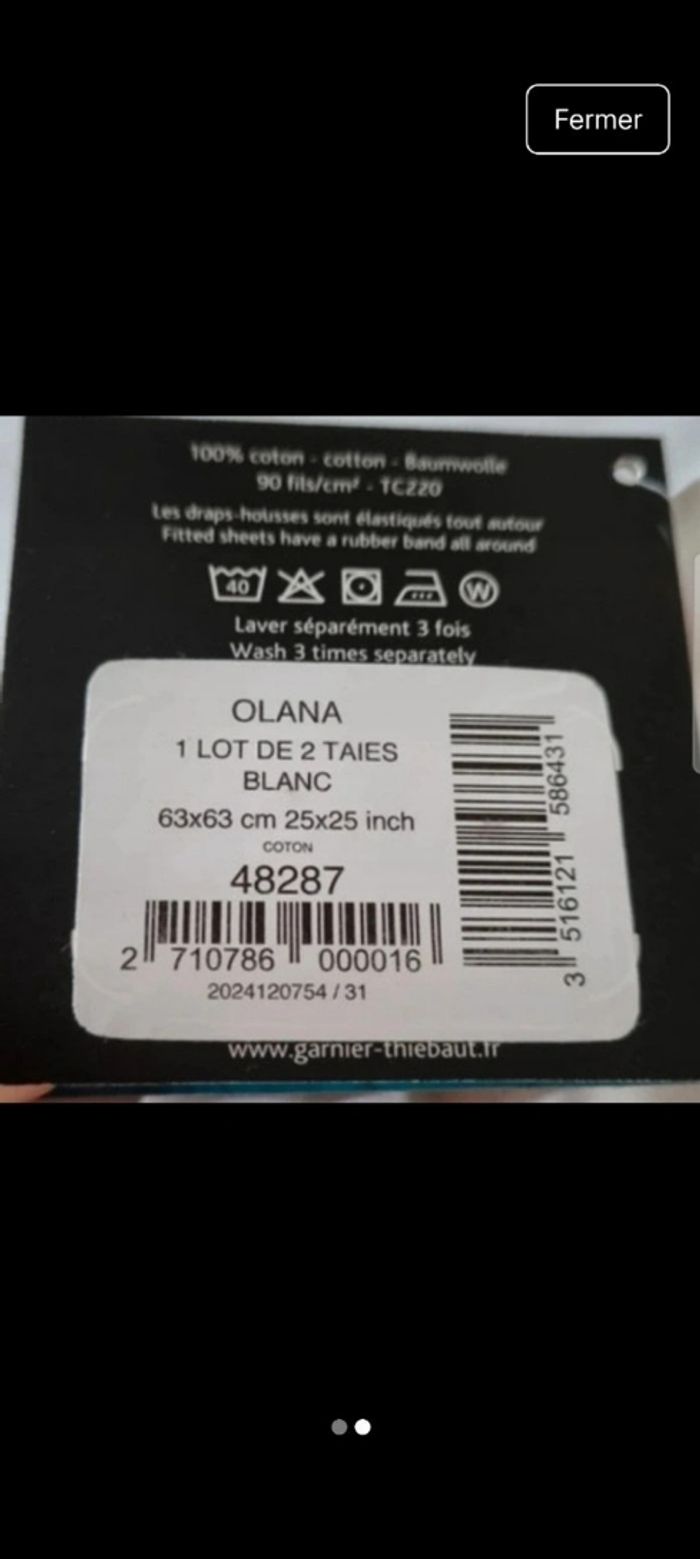 Fermer
100% coton - cotton - Baumwolle
90 fils/cm² - TC220
Les draps-housses sont élastiqués tout autour
Fitted sheets have a rubber band all around
40
W
Laver séparément 3 fois
Wash 3 times separately
OLANA
1 LOT DE 2 TAIES
BLANC
63x63 cm 25x25 inch
COTON
48287
2 710786 000016
2024120754 / 31
3 516121 586431
www.garnier-thiebaut.fr